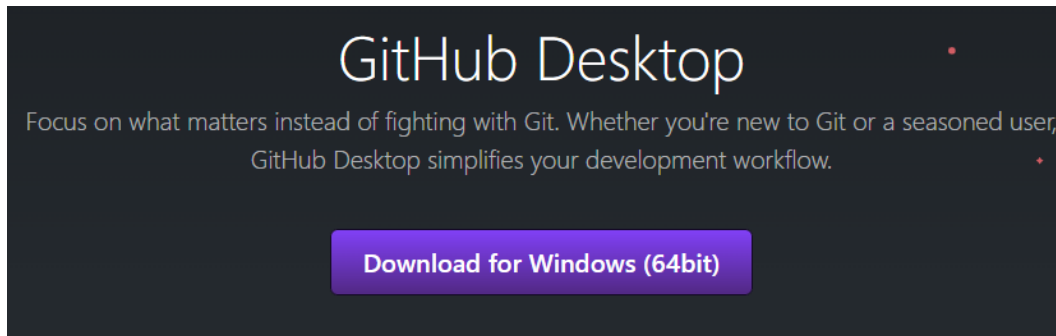 GitHub Desktop
Focus on what matters instead of fighting with Git. Whether you're new to Git or a seasoned user,
GitHub Desktop simplifies your development workflow.
Download for Windows (64bit)